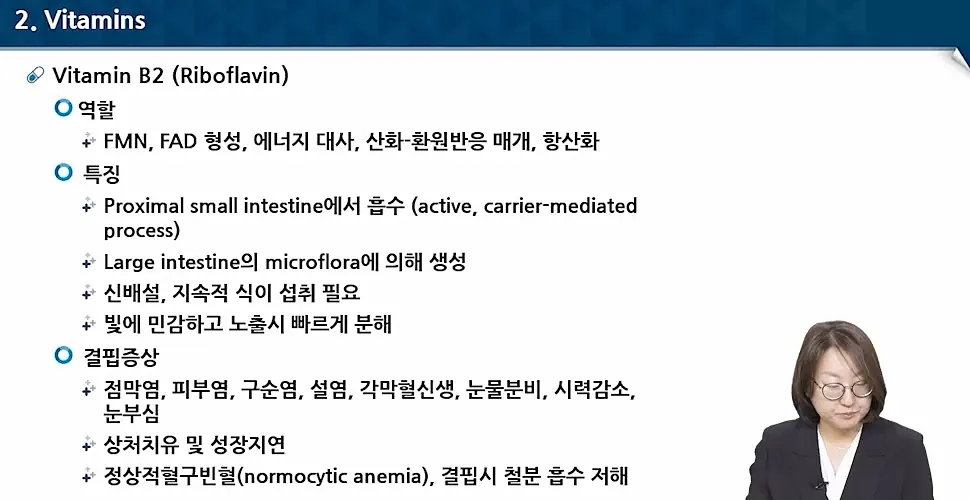 2. Vitamins
Vitamin B2 (Riboflavin)
역할
FMN, FAD 형성, 에너지 대사, 산화-환원반응 매개, 항산화
특징
Proximal small intestine에서 흡수 (active, carrier-mediated
process)
Large intestine의 microflora에 의해 생성
신배설, 지속적 식이 섭취 필요
빛에 민감하고 노출시 빠르게 분해
결핍증상
점막염, 피부염, 구순염, 설염, 각막혈신생, 눈물분비, 시력감소,
눈부심
상처치유 및 성장지연
정상적혈구빈혈(normocytic anemia), 결핍시 철분 흡수 저해